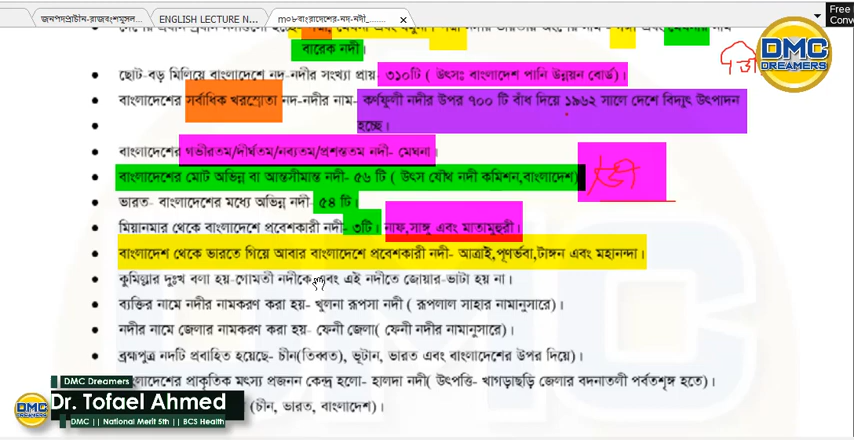 জনপদপ্রাচীন-রাজবংশমুসল...
ENGLISH LECTURE N...
m০৮বাংরাদেশের-নদ-নদী_........
×
Free
Conv
DMC
DREAMERS
বারেক নদী।
ছোট-বড় মিলিয়ে বাংলাদেশে নদ-নদীর সংখ্যা প্রায়- ৩১০টি ( উৎসঃ বাংলাদেশ পানি উন্নয়ন বোর্ড)।
বাংলাদেশের সর্বাধিক খরস্রোতা নদ-নদীর নাম- কর্ণফুলী নদীর উপর ৭০০ টি বাঁধ দিয়ে ১৯৬২ সালে দেশে বিদ্যুৎ উৎপাদন
হচ্ছে।
বাংলাদেশের গভীরতম/দীর্ঘতম/নব্যতম/প্রশস্ততম নদী- মেঘনা।
বাংলাদেশের মোট অভিন্ন বা আন্তসীমান্ত নদী- ৫৬ টি ( উৎস যৌথ নদী কমিশন,বাংলাদেশ)
ভারত- বাংলাদেশের মধ্যে অভিন্ন নদী- ৫৪ টি।
মিয়ানমার থেকে বাংলাদেশে প্রবেশকারী নদী- ৩টি। নাফ,সাঙ্গু এবং মাতামুহুরী।
বাংলাদেশ থেকে ভারতে গিয়ে আবার বাংলাদেশে প্রবেশকারী নদী- আত্রাই,পূণর্ভবা,টাঙ্গন এবং মহানন্দা।
কুমিল্লার দুঃখ বলা হয়-গোমতী নদীকে এবং এই নদীতে জোয়ার-ভাটা হয় না।
ব্যক্তির নামে নদীর নামকরণ করা হয়- খুলনা রূপসা নদী ( রূপলাল সাহার নামানুসারে)।
নদীর নামে জেলার নামকরণ করা হয়- ফেনী জেলা( ফেনী নদীর নামানুসারে)।
ব্রহ্মপুত্র নদটি প্রবাহিত হয়েছে- চীন(তিব্বত), ভূটান, ভারত এবং বাংলাদেশের উপর দিয়ে)।
বাংলাদেশের প্রাকৃতিক মৎস্য প্রজনন কেন্দ্র হলো- হালদা নদী( উৎপত্তি- খাগড়াছড়ি জেলার বদনাতলী পর্বতশৃঙ্গ হতে)।
(চীন, ভারত, বাংলাদেশ)।
DMC Dreamers
Dr. Tofael Ahmed
DMC || National Merit 5th || BCS Health
DMC
DREAMERS